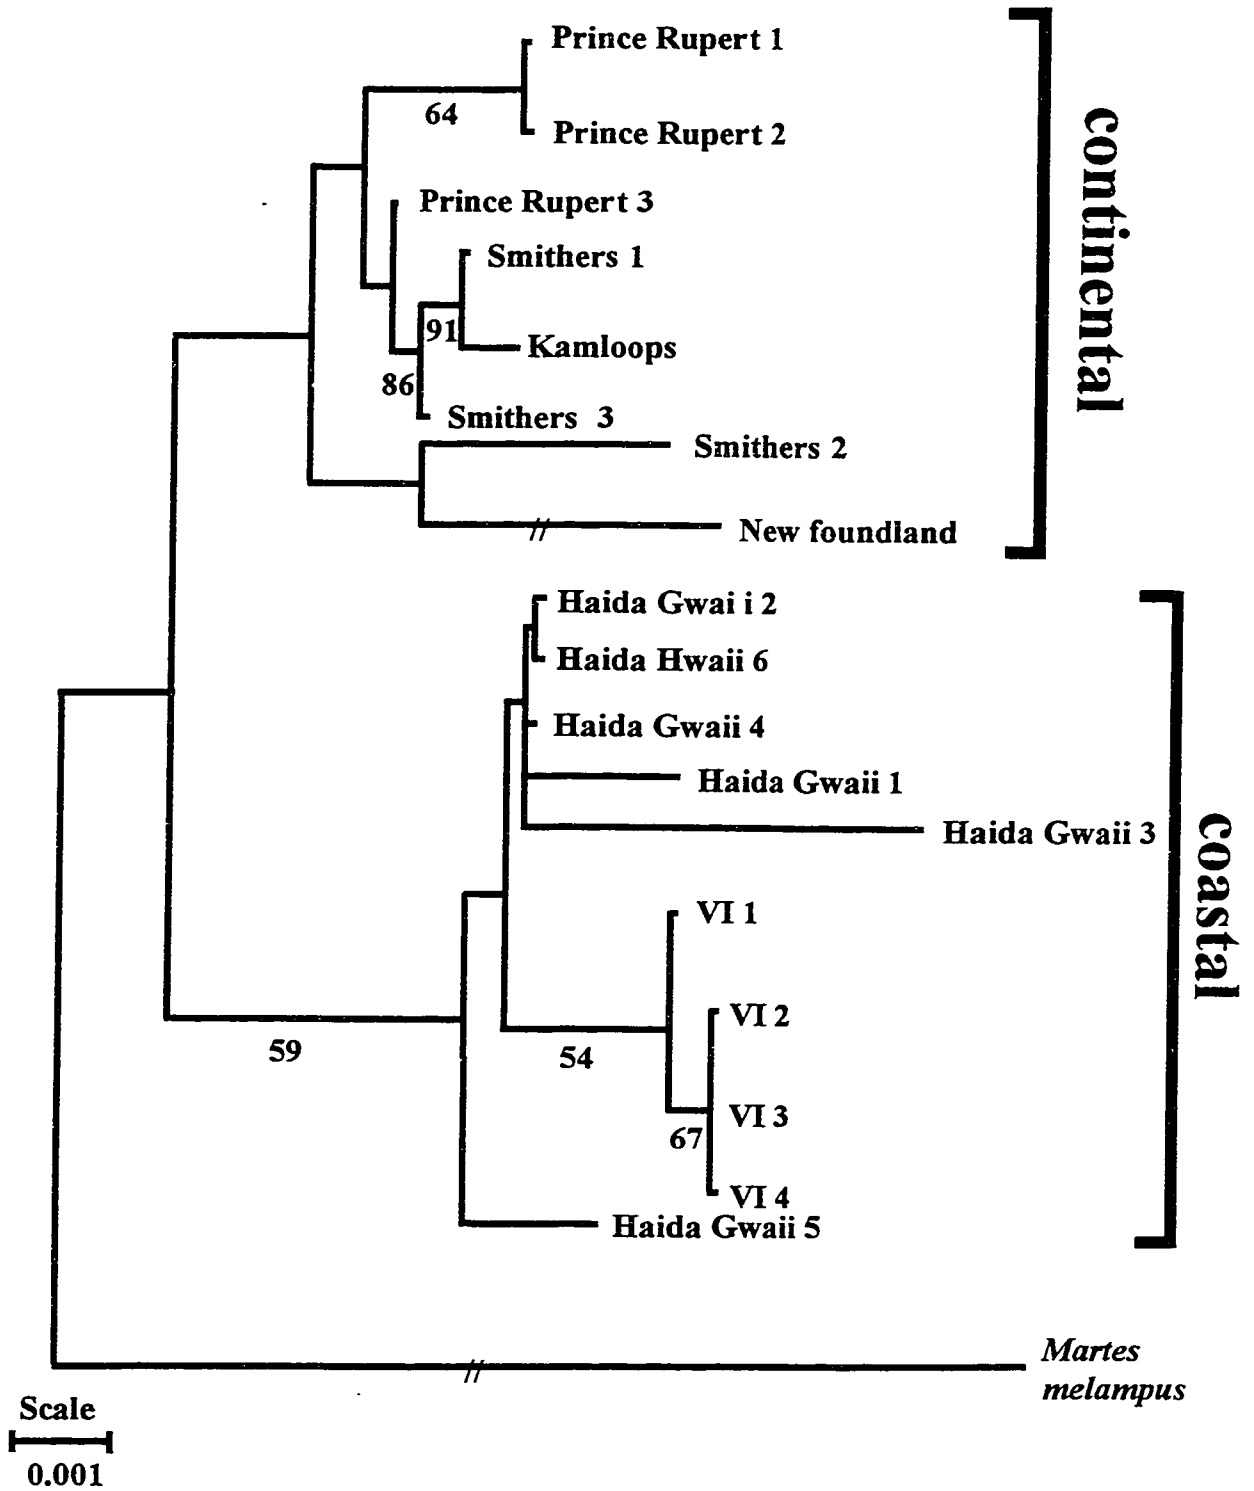 Prince Rupert 1
64
Prince Rupert 2
Prince Rupert 3
Smithers 1
91
Kamloops
86
Smithers 3
Smithers 2
New foundland
continental
Haida Gwai i 2
Haida Hwaii 6
Haida Gwaii 4
Haida Gwaii 1
Haida Gwaii 3
coastal
VI 1
VI 2
59
54
VI 3
67
VI 4
Haida Gwaii 5
Martes
melampus
Scale
0.001